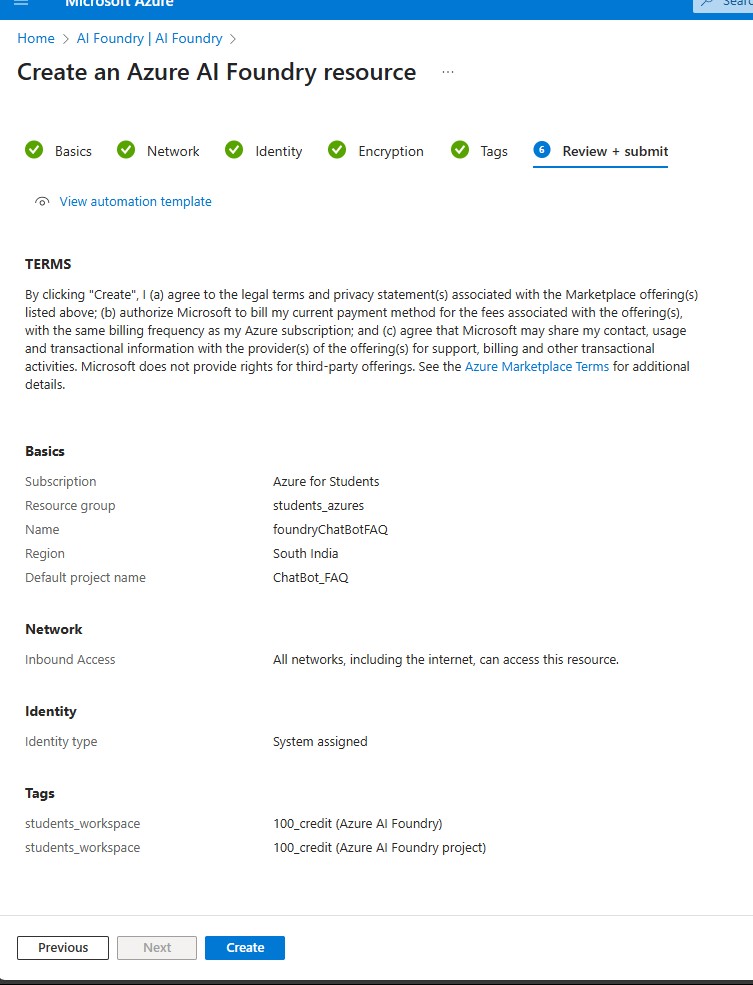 Microsoft Azure
Sear
Home > AI Foundry | AI Foundry >
Create an Azure AI Foundry resource ...
Basics Network Identity Encryption Tags 6 Review + submit
View automation template
TERMS
By clicking "Create", I (a) agree to the legal terms and privacy statement(s) associated with the Marketplace offering(s)
listed above; (b) authorize Microsoft to bill my current payment method for the fees associated with the offering(s),
with the same billing frequency as my Azure subscription; and (c) agree that Microsoft may share my contact, usage
and transactional information with the provider(s) of the offering(s) for support, billing and other transactional
activities. Microsoft does not provide rights for third-party offerings. See the Azure Marketplace Terms for additional
details.
Basics
Subscription Azure for Students
Resource group students_azures
Name foundryChatBotFAQ
Region South India
Default project name ChatBot_FAQ
Network
Inbound Access All networks, including the internet, can access this resource.
Identity
Identity type System assigned
Tags
students_workspace 100_credit (Azure AI Foundry)
students_workspace 100_credit (Azure AI Foundry project)
Previous Next Create